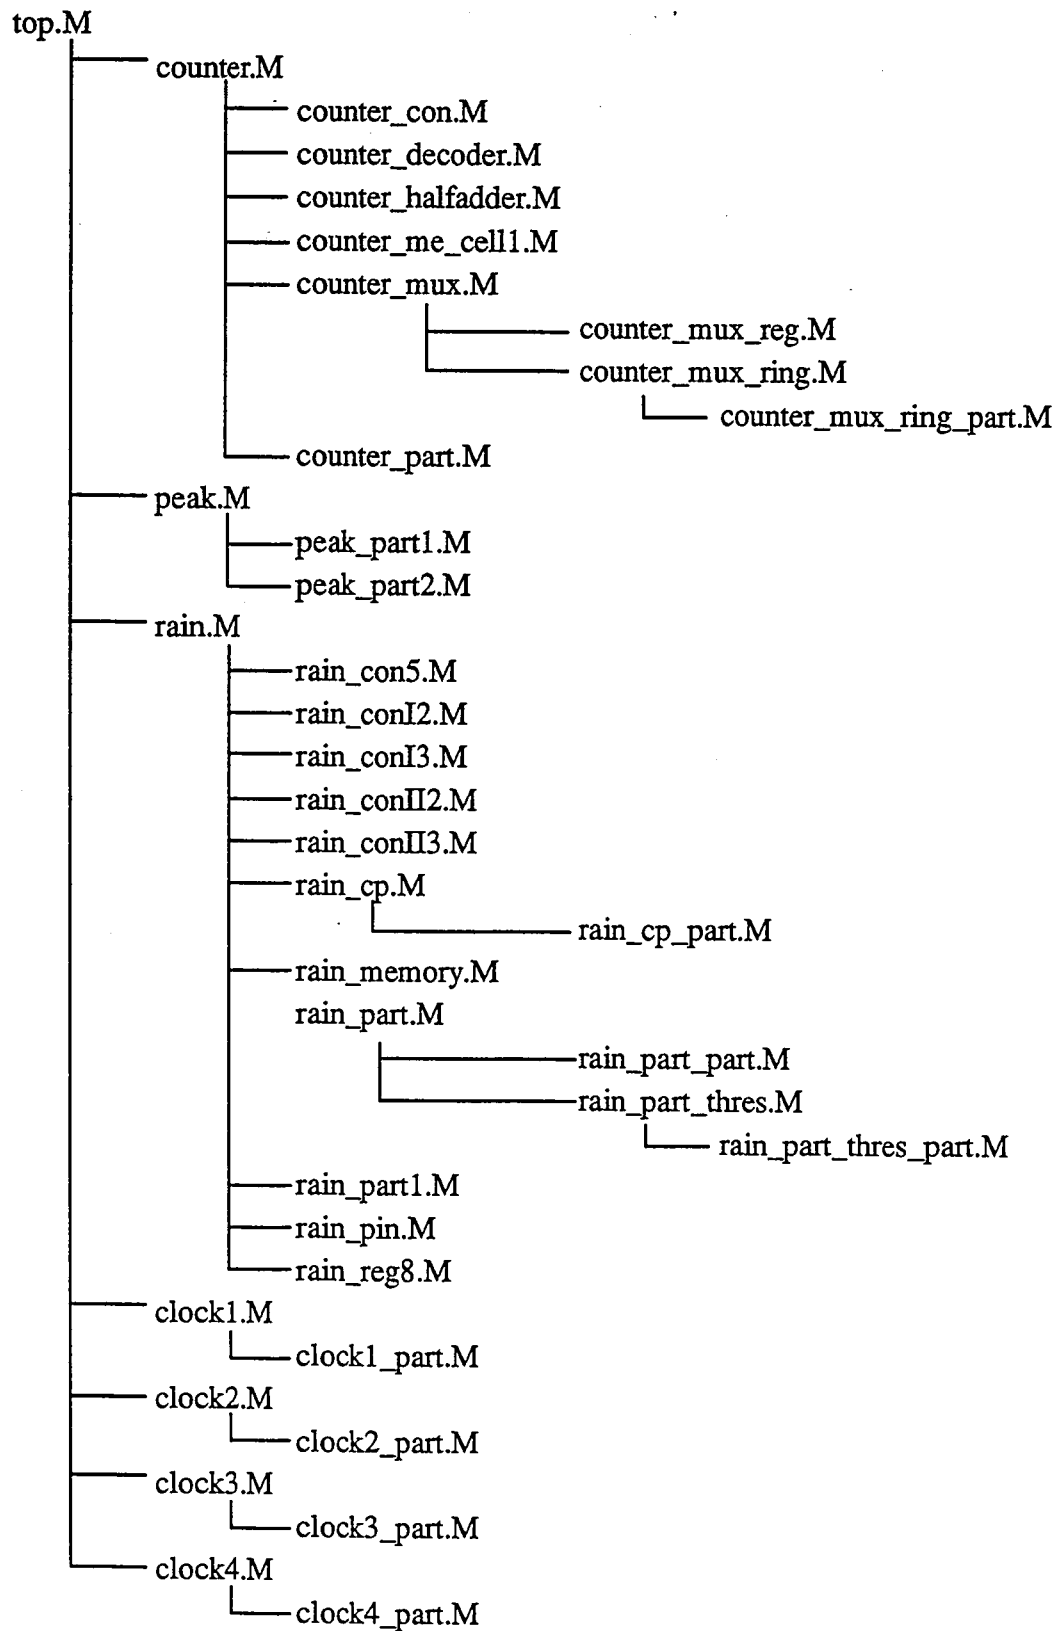 top.M
counter.M
counter_con.M
counter_decoder.M
counter_halfadder.M
counter_me_cell1.M
counter_mux.M
counter_mux_reg.M
counter_mux_ring.M
counter_mux_ring_part.M
counter_part.M
peak.M
peak_part1.M
peak_part2.M
rain.M
rain_con5.M
rain_conI2.M
rain_conI3.M
rain_conII2.M
rain_conII3.M
rain_cp.M
rain_cp_part.M
rain_memory.M
rain_part.M
rain_part_part.M
rain_part_thres.M
rain_part_thres_part.M
rain_part1.M
rain_pin.M
rain_reg8.M
clock1.M
clock1_part.M
clock2.M
clock2_part.M
clock3.M
clock3_part.M
clock4.M
clock4_part.M